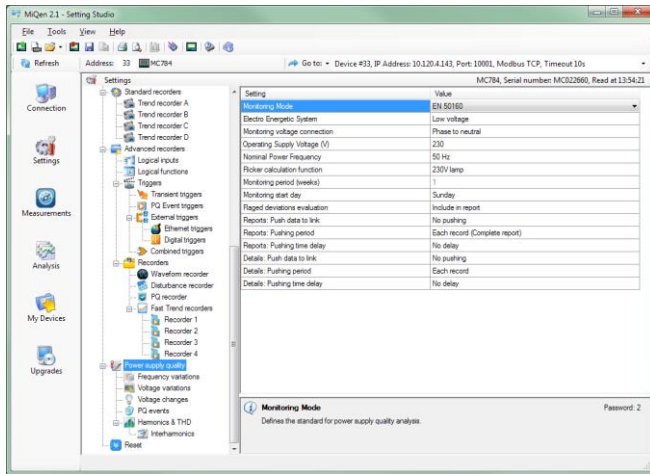 MiQen 2.1 - Setting Studio
File Tools View Help
Refresh Address: 33 MC784 Go to: Device #33, IP Address: 10.120.4.143, Port: 10001, Modbus TCP, Timeout 10s
Settings MC784, Serial number: MC022660, Read at 13:54:21
Connection
Settings
Measurements
Analysis
My Devices
Upgrades
Standard recorders
Trend recorder A
Trend recorder B
Trend recorder C
Trend recorder D
Advanced recorders
Logical inputs
Logical functions
Triggers
Transient triggers
PQ Event triggers
External triggers
Ethernet triggers
Digital triggers
Combined triggers
Recorders
Waveform recorder
Disturbance recorder
PQ recorder
Fast Trend recorders
Recorder 1
Recorder 2
Recorder 3
Recorder 4
Power supply quality
Frequency variations
Voltage variations
Voltage changes
PQ events
Harmonics & THD
Interharmonics
Reset
Setting Value
Monitoring Mode EN 50160
Electro Energetic System Low voltage
Monitoring voltage connection Phase to neutral
Operating Supply Voltage (V) 230
Nominal Power Frequency 50 Hz
Flicker calculation function 230V lamp
Monitoring period (weeks) 1
Monitoring start day Sunday
Flaged deviations evaluation Include in report
Reports: Push data to link No pushing
Reports: Pushing period Each record (Complete report)
Reports: Pushing time delay No delay
Details: Push data to link No pushing
Details: Pushing period Each record
Details: Pushing time delay No delay
Monitoring Mode Password: 2
Defines the standard for power supply quality analysis.